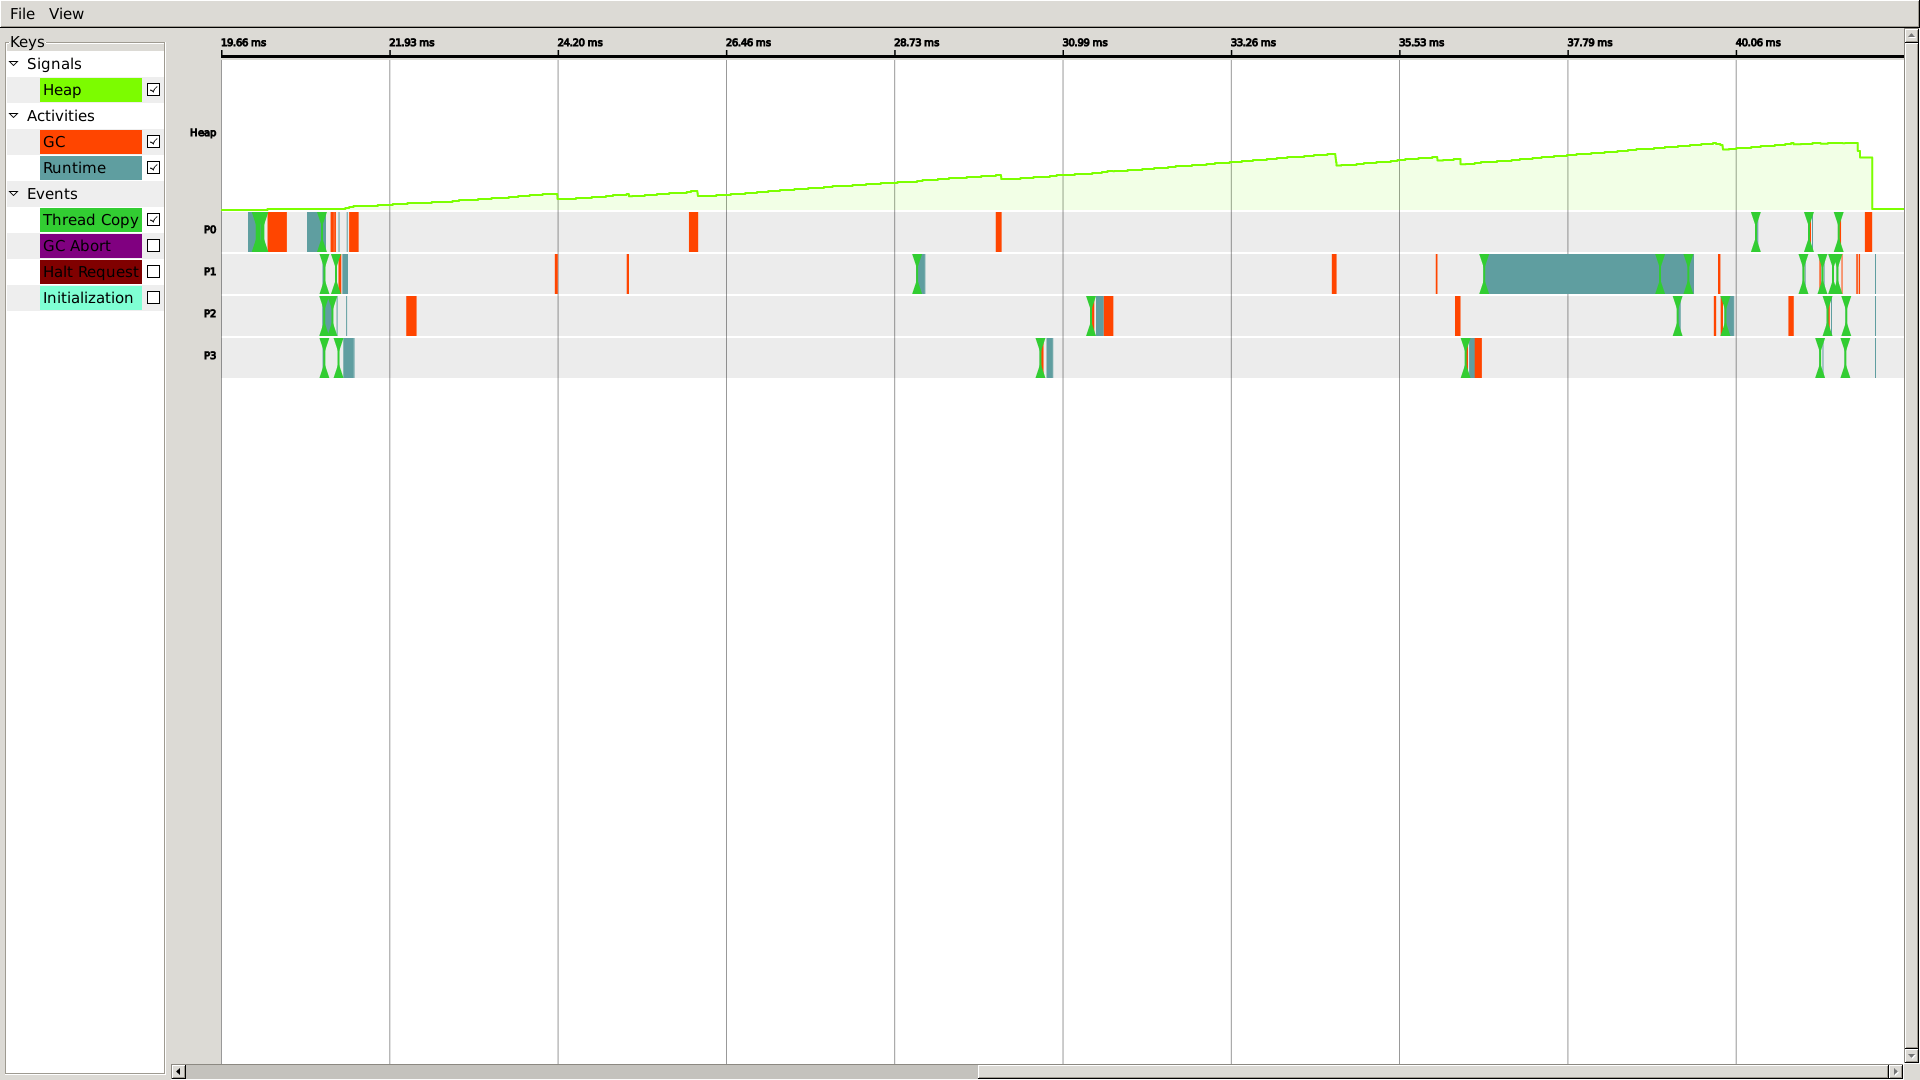 File View
Keys
Signals
Heap
Activities
GC
Runtime
Events
Thread Copy
GC Abort
Halt Request
Initialization
19.66 ms 21.93 ms 24.20 ms 26.46 ms 28.73 ms 30.99 ms 33.26 ms 35.53 ms 37.79 ms 40.06 ms
Heap
P0
P1
P2
P3